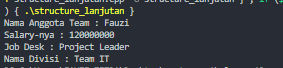 ) { .\structure_lanjutan }
Nama Anggota Team : Fauzi
Salary-nya : 120000000
Job Desk : Project Leader
Nama Divisi : Team IT